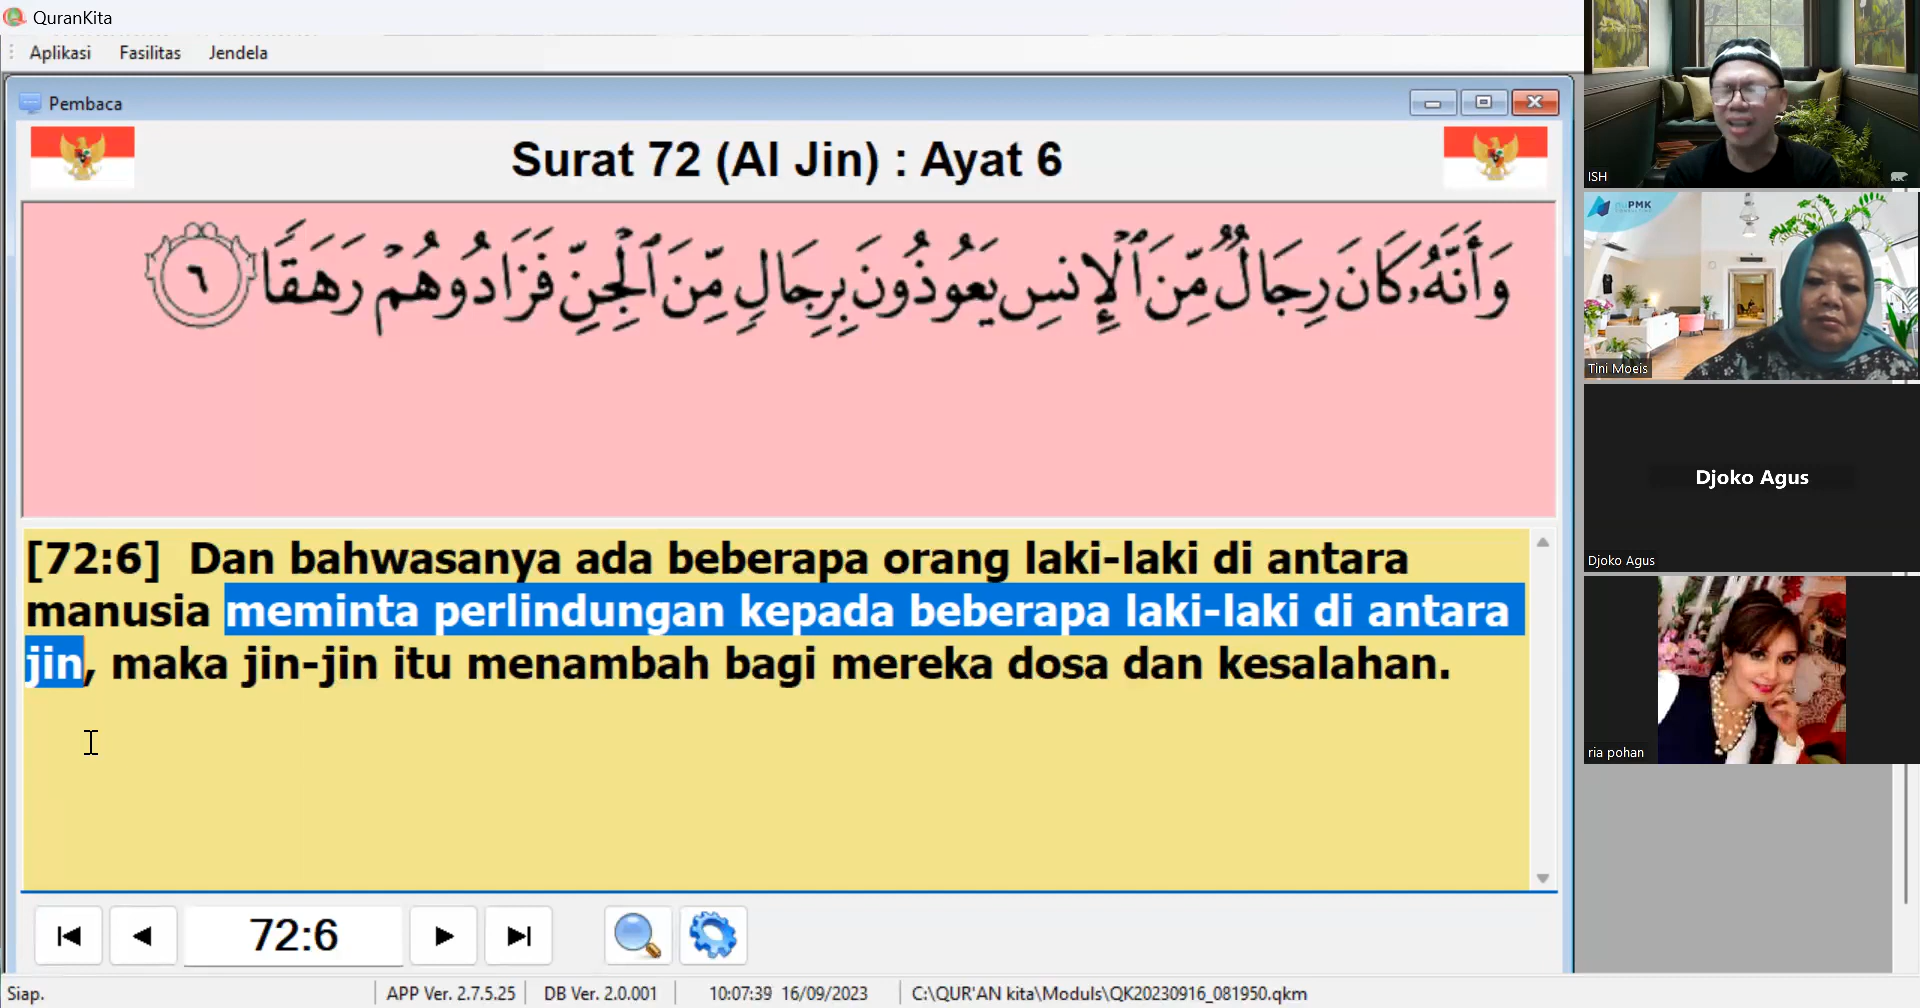 QuranKita
Aplikasi Fasilitas Jendela
Pembaca
Surat 72 (Al Jin) : Ayat 6
وَأَنَّهُۥ كَانَ رِجَالٌ مِّنَ ٱلْإِنسِ يَعُوذُونَ بِرِجَالٍ مِّنَ ٱلْجِنِّ فَزَادُوهُمْ رَهَقًا ٦
[72:6] Dan bahwasanya ada beberapa orang laki-laki di antara
manusia meminta perlindungan kepada beberapa laki-laki di antara
jin, maka jin-jin itu menambah bagi mereka dosa dan kesalahan.
72:6
Siap. APP Ver. 2.7.5.25 DB Ver. 2.0.001 10:07:39 16/09/2023 C:\QUR'AN kita\Moduls\QK20230916_081950.qkm
ISH
PMK
Tini Moeis
Djoko Agus
Djoko Agus
ria pohan